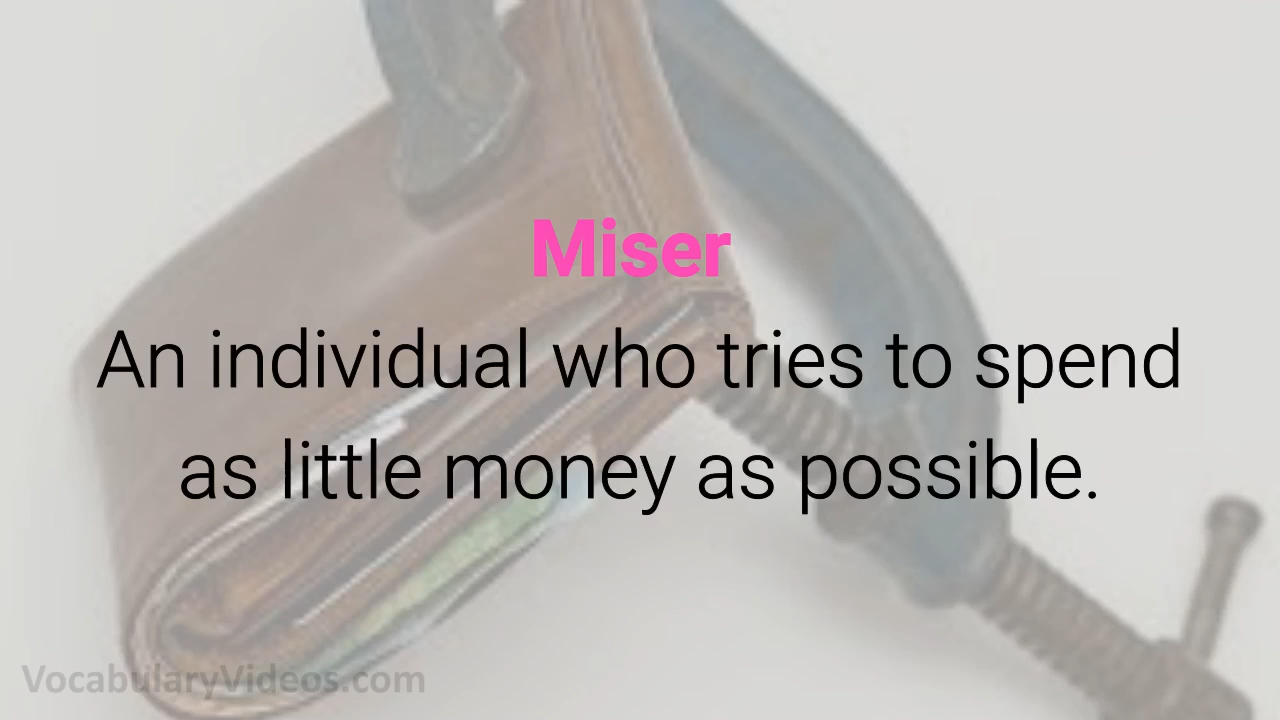 Miser
An individual who tries to spend
as little money as possible.
VocabularyVideos.com